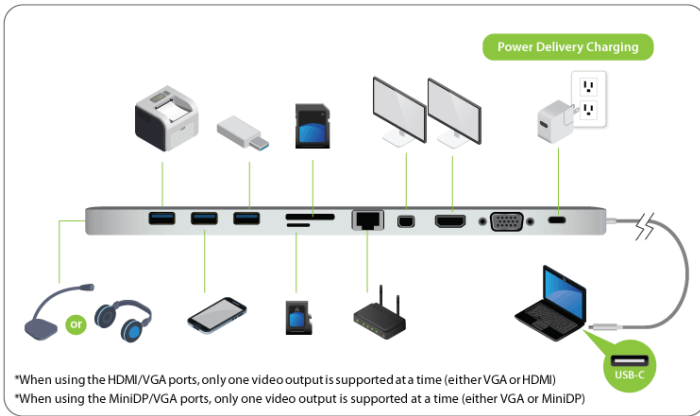 Power Delivery Charging
or
USB-C
*When using the HDMI/VGA ports, only one video output is supported at a time (either VGA or HDMI)
*When using the MiniDP/VGA ports, only one video output is supported at a time (either VGA or MiniDP)